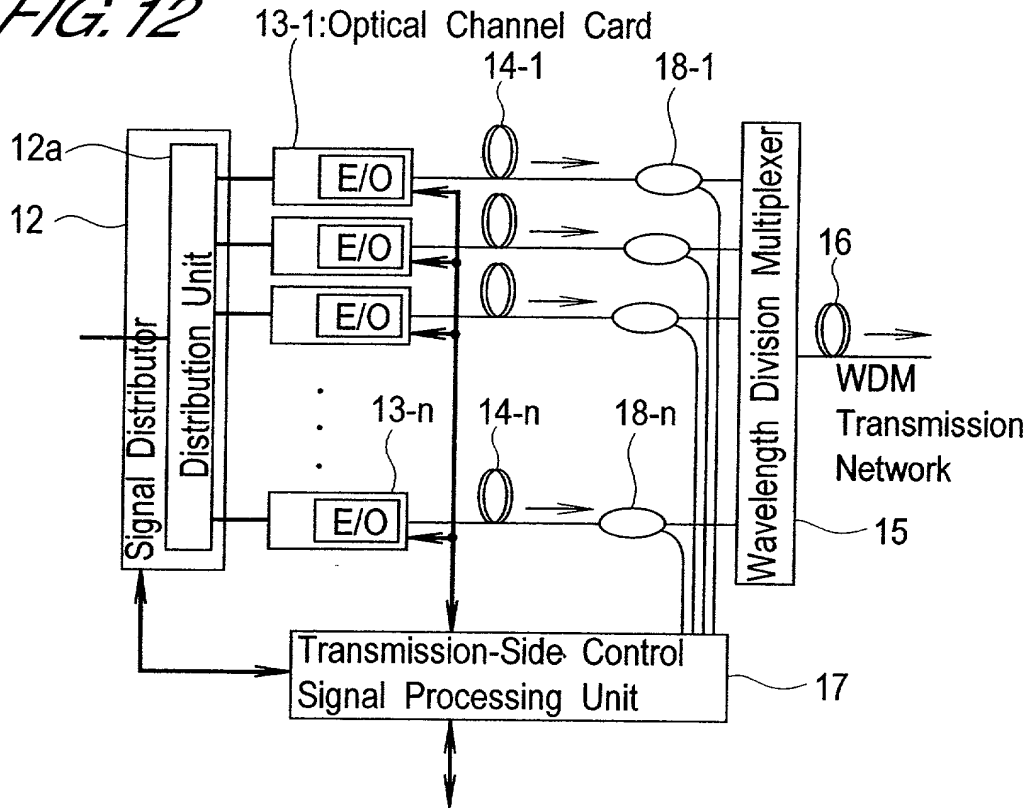 FIG. 12
13-1:Optical Channel Card
14-1
18-1
12a
12
E/O
E/O
E/O
Signal Distributor
Distribution Unit
Wavelength Division Multiplexer
16
WDM
Transmission
Network
13-n
14-n
18-n
E/O
15
Transmission-Side Control
Signal Processing Unit
17